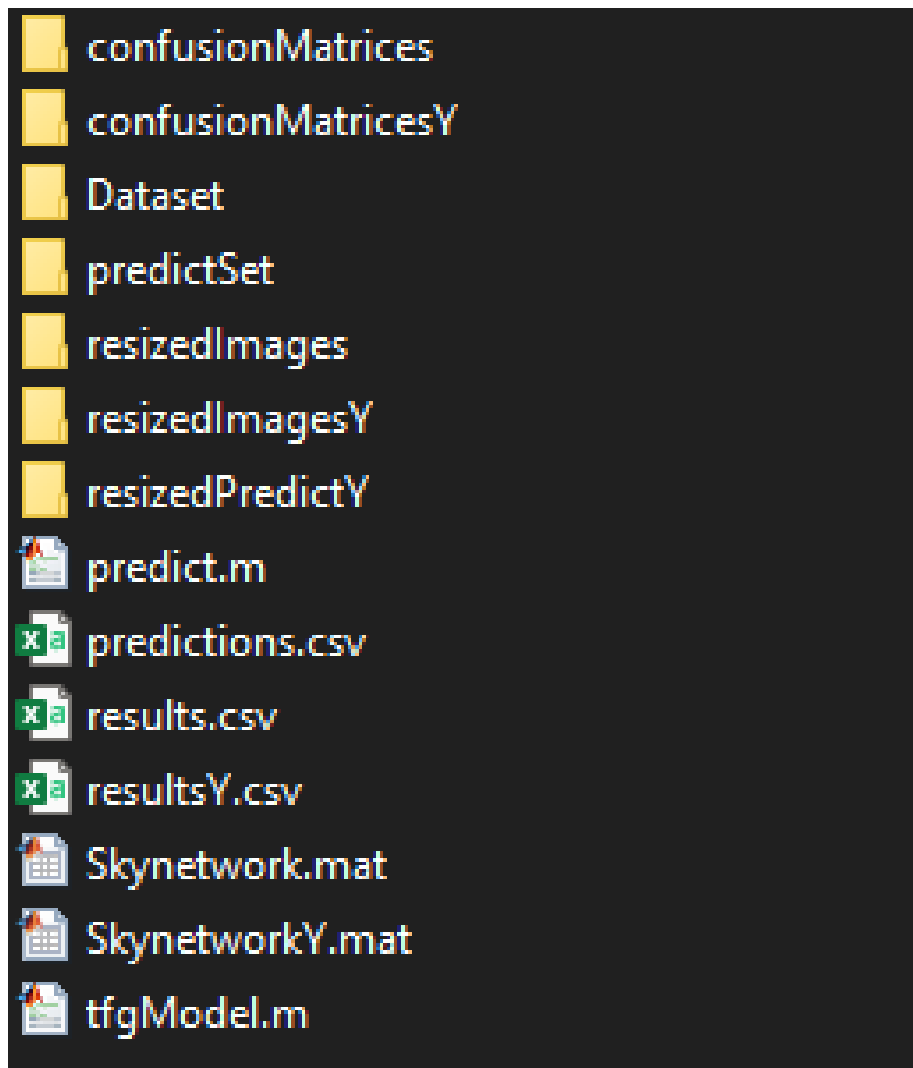 confusionMatrices
confusionMatricesY
Dataset
predictSet
resizedImages
resizedImagesY
resizedPredictY
predict.m
predictions.csv
results.csv
resultsY.csv
Skynetwork.mat
SkynetworkY.mat
tfgModel.m